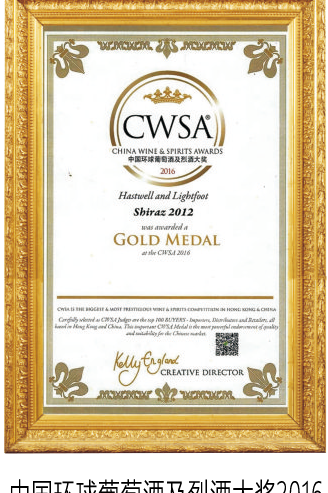 CWSA®
CHINA WINE & SPIRITS AWARDS
中国环球葡萄酒及烈酒大奖
2016
Hastwell and Lightfoot
Shiraz 2012
was awarded a
GOLD MEDAL
at the CWSA 2016
CWSA IS THE BIGGEST & MOST PRESTIGIOUS WINE & SPIRITS COMPETITION IN HONG KONG & CHINA
Carefully selected as CWSA Judges are the top 100 BUYERS - Importers, Distributors and Retailers, all
based in Hong Kong and China. This important CWSA Medal is the most powerful endorsement of quality
and suitability for the Chinese market.
Kelly England
CREATIVE DIRECTOR
中国环球葡萄酒及烈酒大奖2016